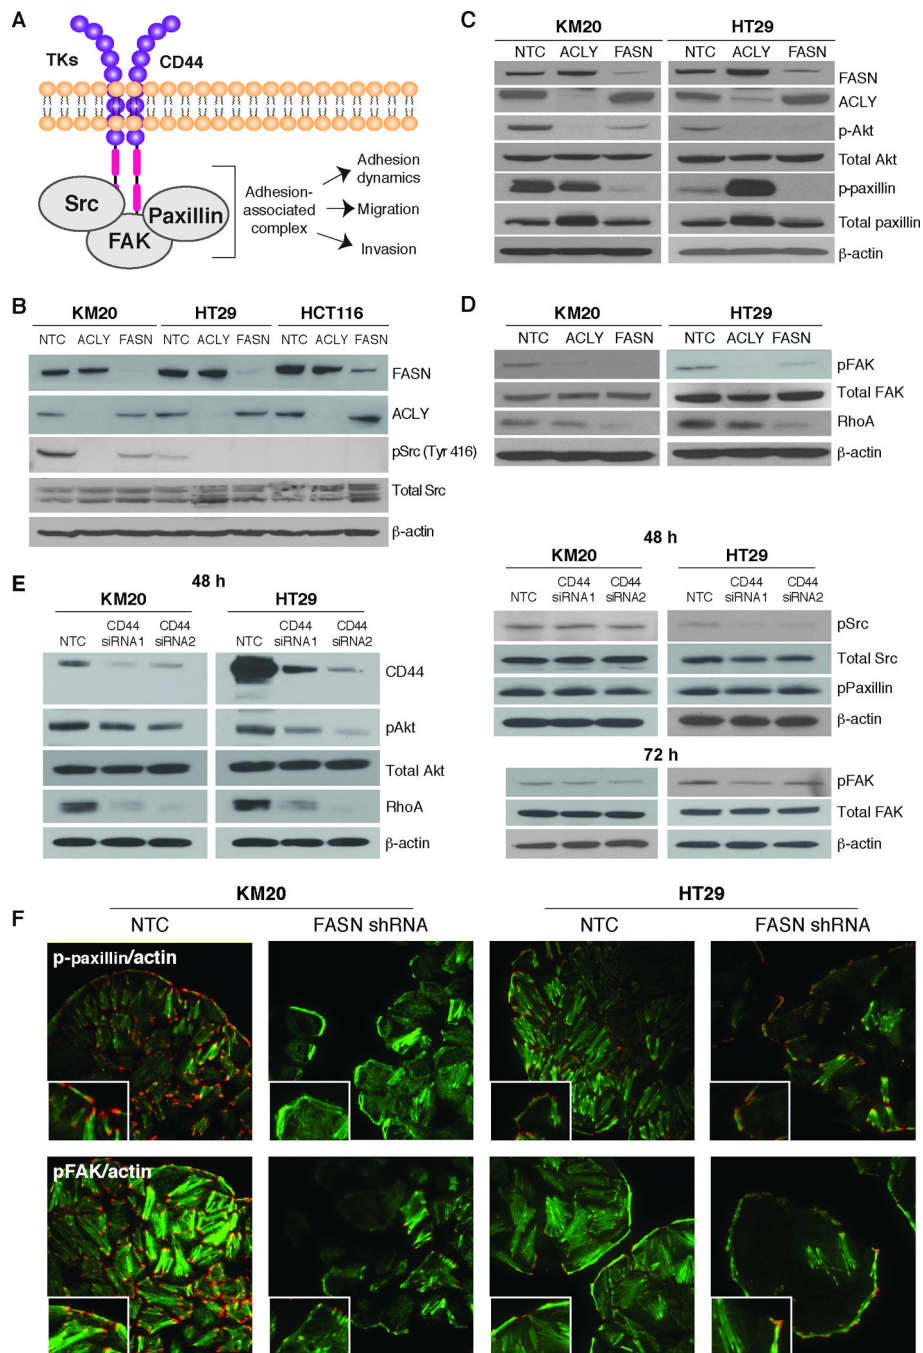 A
TKs
CD44
Src
FAK
Paxillin
Adhesion-
associated
complex
Adhesion
dynamics
Migration
Invasion
B
KM20 HT29 HCT116
NTC ACLY FASN NTC ACLY FASN NTC ACLY FASN
FASN
ACLY
pSrc (Tyr 416)
Total Src
β-actin
C
KM20 HT29
NTC ACLY FASN NTC ACLY FASN
FASN
ACLY
p-Akt
Total Akt
p-paxillin
Total paxillin
β-actin
D
KM20 HT29
NTC ACLY FASN NTC ACLY FASN
pFAK
Total FAK
RhoA
β-actin
E
48 h
KM20 HT29
NTC CD44 siRNA1 CD44 siRNA2 NTC CD44 siRNA1 CD44 siRNA2
CD44
pAkt
Total Akt
RhoA
β-actin
48 h
KM20 HT29
NTC CD44 siRNA1 CD44 siRNA2 NTC CD44 siRNA1 CD44 siRNA2
pSrc
Total Src
pPaxillin
β-actin
72 h
pFAK
Total FAK
β-actin
F
KM20 HT29
NTC FASN shRNA NTC FASN shRNA
p-paxillin/actin
pFAK/actin